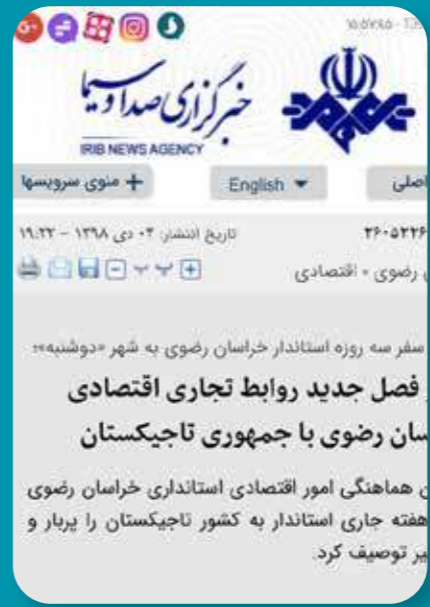 خبرگزاری صدا و سیما
IRIB NEWS AGENCY
منوی سرویسها
English
اصلی
تاریخ انتشار: ۰۲ دی ۱۳۹۸ - ۱۹:۲۲
رضوی » اقتصادی
سفر سه روزه استاندار خراسان رضوی به شهر «دوشنبه»؛
فصل جدید روابط تجاری اقتصادی
رضوی با جمهوری تاجیکستان
هماهنگی امور اقتصادی استانداری خراسان رضوی
هفته جاری استاندار به کشور تاجیکستان را پربار و
توصیف کرد.